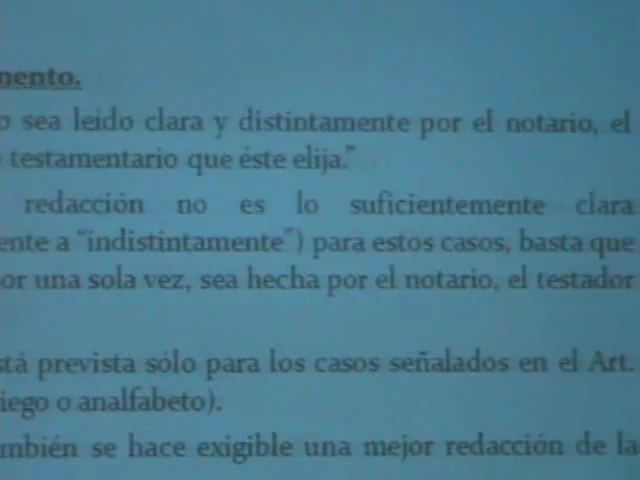 mento.
o sea leído clara y distintamente por el notario, el
testamentario que éste elija."
redacción no es lo suficientemente clara
ente a "indistintamente") para estos casos, basta que
or una sola vez, sea hecha por el notario, el testador
stá prevista sólo para los casos señalados en el Art.
iego o analfabeto).
mbién se hace exigible una mejor redacción de la